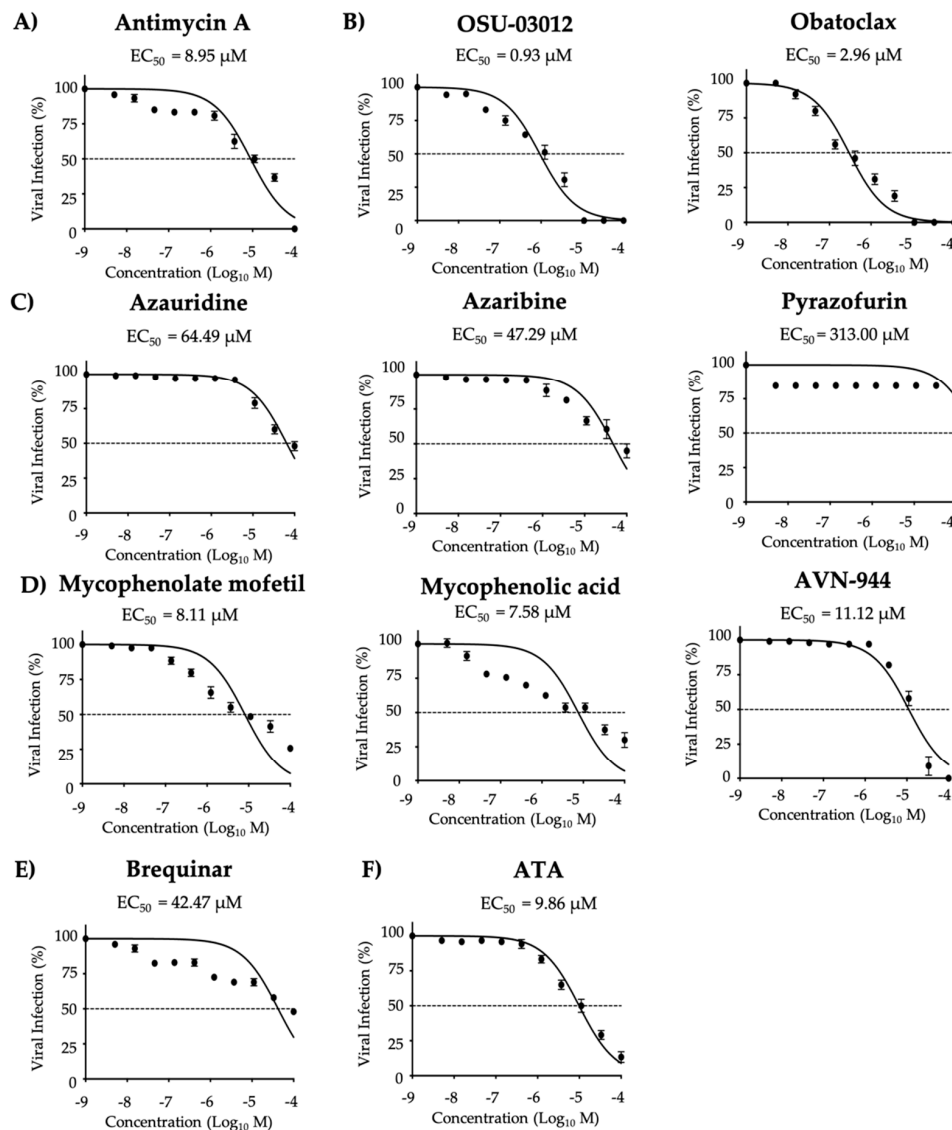 A)
Antimycin A
EC50 = 8.95 µM
Viral Infection (%)
100
75
50
25
0
-9 -8 -7 -6 -5 -4
Concentration (Log10 M)
B)
OSU-03012
EC50 = 0.93 µM
Viral Infection (%)
100
75
50
25
0
-9 -8 -7 -6 -5 -4
Concentration (Log10 M)
Obatoclax
EC50 = 2.96 µM
Viral Infection (%)
100
75
50
25
0
-9 -8 -7 -6 -5 -4
Concentration (Log10 M)
C)
Azauridine
EC50 = 64.49 µM
Viral Infection (%)
100
75
50
25
0
-9 -8 -7 -6 -5 -4
Concentration (Log10 M)
Azaribine
EC50 = 47.29 µM
Viral Infection (%)
100
75
50
25
0
-9 -8 -7 -6 -5 -4
Concentration (Log10 M)
Pyrazofurin
EC50 = 313.00 µM
Viral Infection (%)
100
75
50
25
0
-9 -8 -7 -6 -5 -4
Concentration (Log10 M)
D)
Mycophenolate mofetil
EC50 = 8.11 µM
Viral Infection (%)
100
75
50
25
0
-9 -8 -7 -6 -5 -4
Concentration (Log10 M)
Mycophenolic acid
EC50 = 7.58 µM
Viral Infection (%)
100
75
50
25
0
-9 -8 -7 -6 -5 -4
Concentration (Log10 M)
AVN-944
EC50 = 11.12 µM
Viral Infection (%)
100
75
50
25
0
-9 -8 -7 -6 -5 -4
Concentration (Log10 M)
E)
Brequinar
EC50 = 42.47 µM
Viral Infection (%)
100
75
50
25
0
-9 -8 -7 -6 -5 -4
Concentration (Log10 M)
F)
ATA
EC50 = 9.86 µM
Viral Infection (%)
100
75
50
25
0
-9 -8 -7 -6 -5 -4
Concentration (Log10 M)